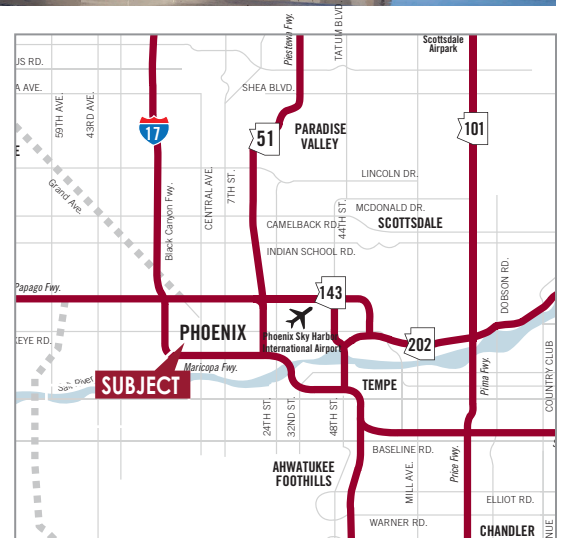 Scottsdale
Airpark
Piestewa Fwy.
TATUM BLVD
US RD.
A AVE.
SHEA BLVD.
59TH AVE.
43RD AVE.
17
51
PARADISE
VALLEY
101
E
LINCOLN DR.
Grand Ave.
Black Canyon Fwy.
CENTRAL AVE.
7TH ST.
44TH ST.
MCDONALD DR.
SCOTTSDALE
CAMELBACK RD.
INDIAN SCHOOL RD.
DOBSON RD.
Papago Fwy.
143
PHOENIX
Phoenix Sky Harbor
International Airport
202
KEYE RD.
Maricopa Fwy.
SUBJECT
TEMPE
Pima Fwy.
COUNTRY CLUB
24TH ST.
32ND ST.
48TH ST.
BASELINE RD.
Price Fwy.
AHWATUKEE
FOOTHILLS
MILL AVE.
ELLIOT RD.
WARNER RD.
CHANDLER
NUE